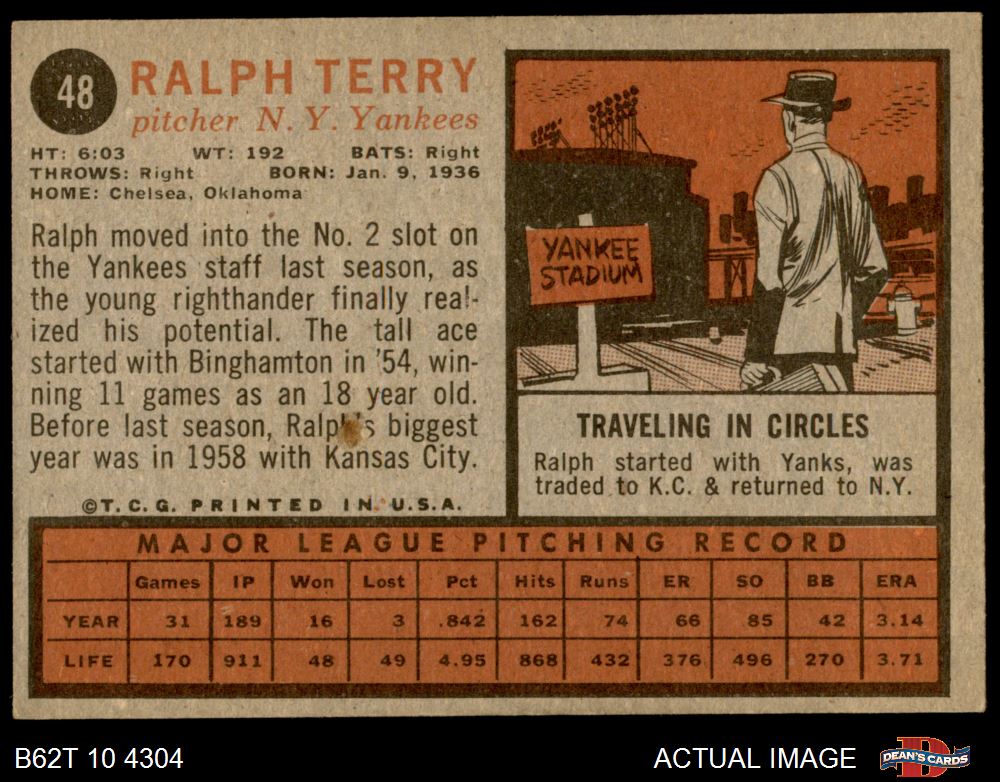 48
RALPH TERRY
pitcher N. Y. Yankees
HT: 6:03 WT: 192 BATS: Right
THROWS: Right BORN: Jan. 9, 1936
HOME: Chelsea, Oklahoma
Ralph moved into the No. 2 slot on
the Yankees staff last season, as
the young righthander finally real-
ized his potential. The tall ace
started with Binghamton in '54, win-
ning 11 games as an 18 year old.
Before last season, Ralph's biggest
year was in 1958 with Kansas City.
©T.C.G. PRINTED IN U.S.A.
YANKEE
STADIUM
TRAVELING IN CIRCLES
Ralph started with Yanks, was
traded to K.C. & returned to N.Y.
MAJOR LEAGUE PITCHING RECORD
Games IP Won Lost Pct Hits Runs ER SO BB ERA
YEAR 31 189 16 3 .842 162 74 66 85 42 3.14
LIFE 170 911 48 49 4.95 868 432 376 496 270 3.71
B62T 10 4304
ACTUAL IMAGE
DEAN'S CARDS